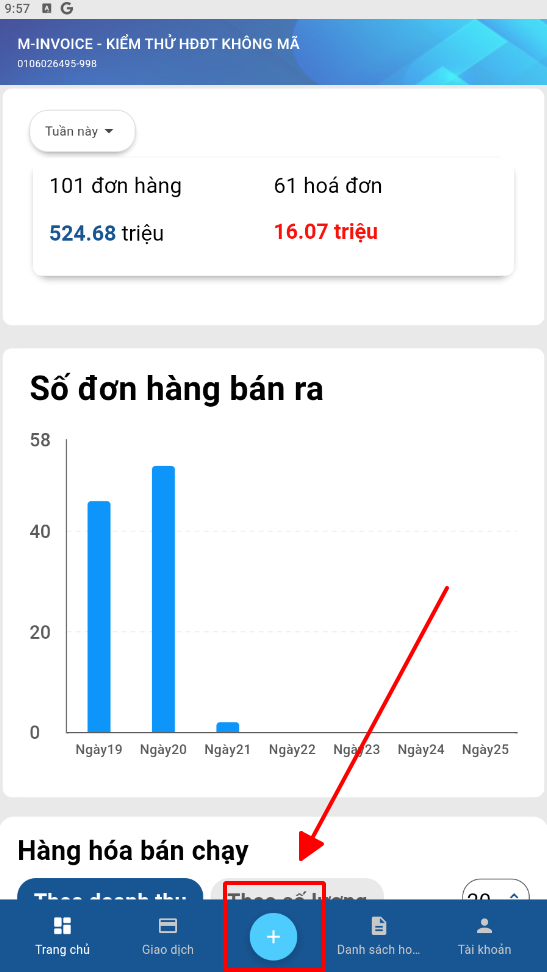 9:57
M-INVOICE - KIỂM THỬ HĐĐT KHÔNG MÃ
0106026495-998
Tuần này
101 đơn hàng
61 hoá đơn
524.68 triệu
16.07 triệu
Số đơn hàng bán ra
58
40
20
0
Ngày19 Ngày20 Ngày21 Ngày22 Ngày23 Ngày24 Ngày25
Hàng hóa bán chạy
Theo doanh thu
Theo số lượng
20
Trang chủ
Giao dịch
Danh sách ho...
Tài khoản